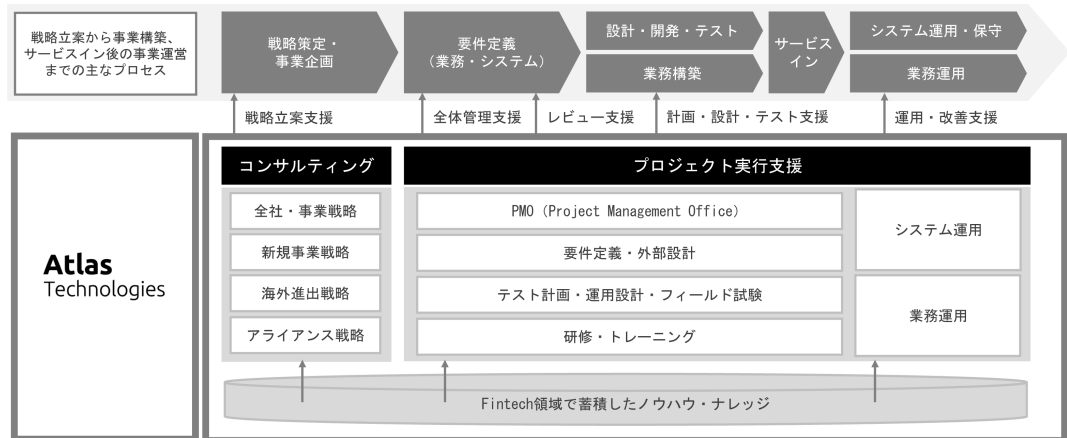 戦略立案から事業構築、
サービスイン後の事業運営
までの主なプロセス
戦略策定・
事業企画
要件定義
(業務・システム)
設計・開発・テスト
業務構築
サービス
イン
システム運用・保守
業務運用
戦略立案支援
全体管理支援
レビュー支援
計画・設計・テスト支援
運用・改善支援
Atlas
Technologies
コンサルティング
全社・事業戦略
新規事業戦略
海外進出戦略
アライアンス戦略
プロジェクト実行支援
PMO (Project Management Office)
要件定義・外部設計
テスト計画・運用設計・フィールド試験
研修・トレーニング
システム運用
業務運用
Fintech領域で蓄積したノウハウ・ナレッジ